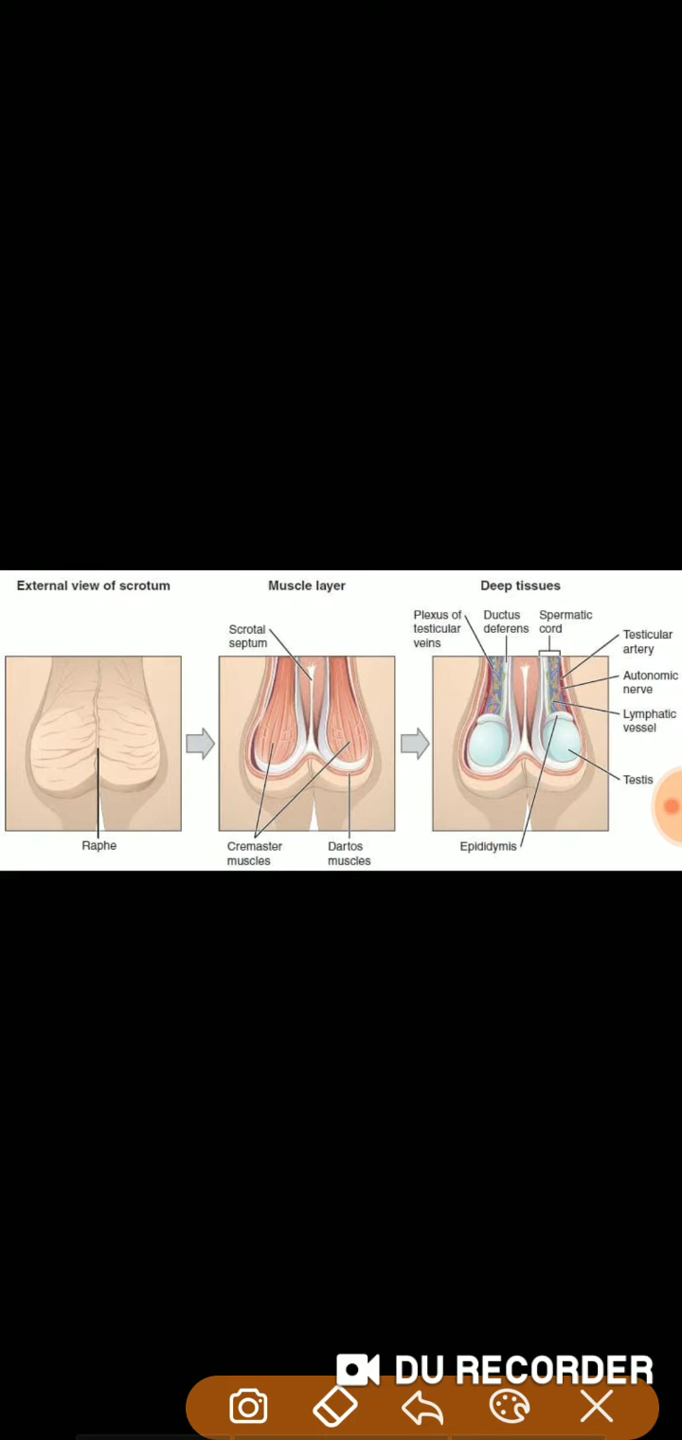 External view of scrotum
Muscle layer
Deep tissues
Scrotal
septum
Plexus of
testicular
veins
Ductus
deferens
Spermatic
cord
Testicular
artery
Autonomic
nerve
Lymphatic
vessel
Testis
Raphe
Cremaster
muscles
Dartos
muscles
Epididymis
DU RECORDER